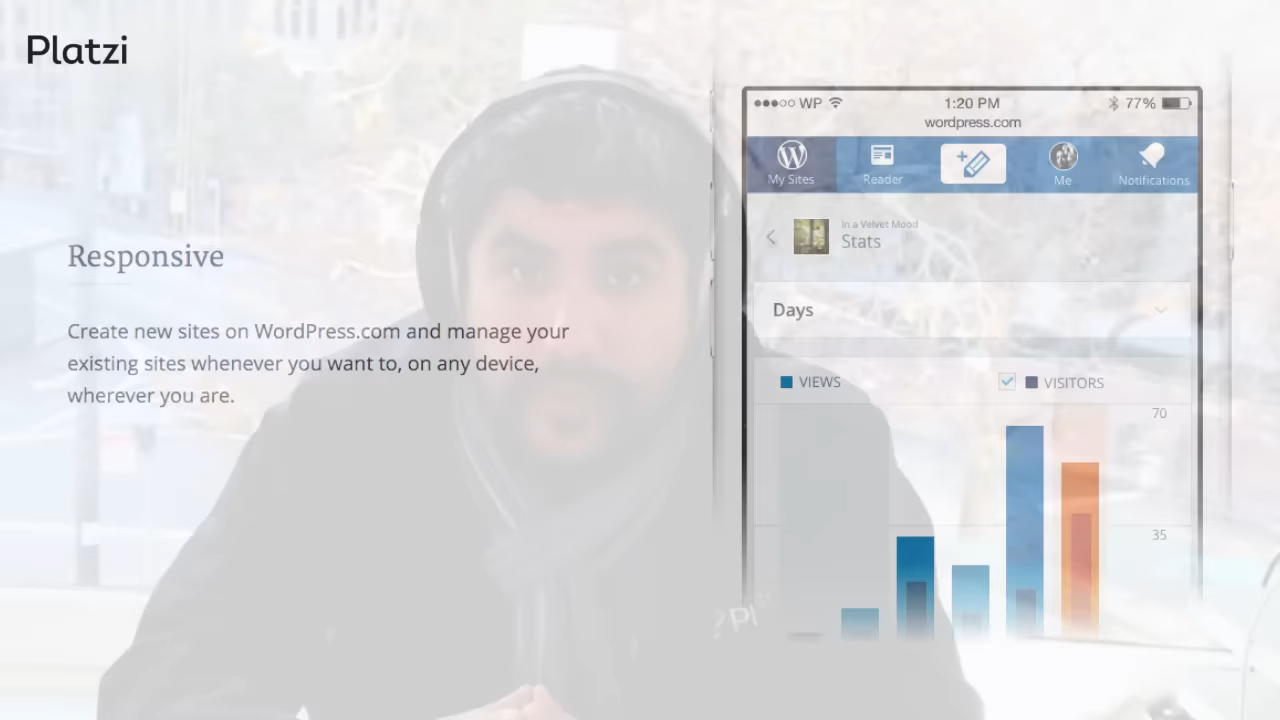 Platzi
Responsive
Create new sites on WordPress.com and manage your
existing sites whenever you want to, on any device,
wherever you are.
WP
1:20 PM
77%
wordpress.com
My Sites
Reader
Me
Notifications
In a Velvet Mood
Stats
Days
VIEWS
VISITORS
70
35